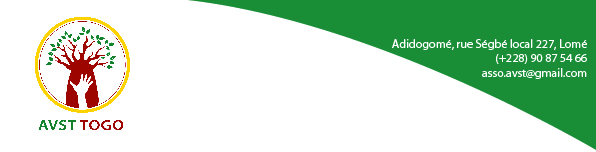 Adidogomé, rue Ségbé local 227, Lomé
(+228) 90 87 54 66
asso.avst@gmail.com
AVST TOGO